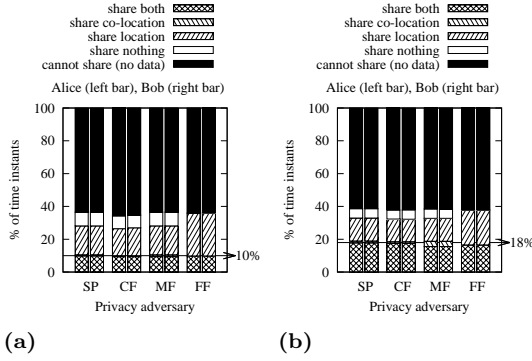 share both
share co-location
share location
share nothing
cannot share (no data)
Alice (left bar), Bob (right bar)
% of time instants
100
80
60
40
20
0
10%
SP CF MF FF
Privacy adversary
(a)
share both
share co-location
share location
share nothing
cannot share (no data)
Alice (left bar), Bob (right bar)
% of time instants
100
80
60
40
20
0
18%
SP CF MF FF
Privacy adversary
(b)